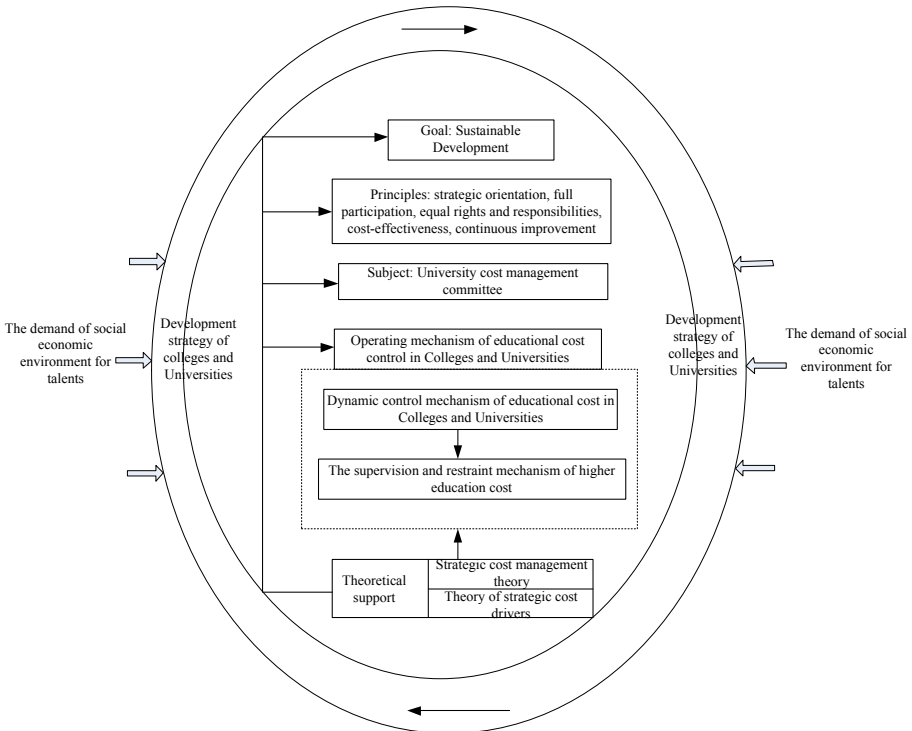 Goal: Sustainable
Development
Principles: strategic orientation, full
participation, equal rights and responsibilities,
cost-effectiveness, continuous improvement
Subject: University cost management
committee
The demand of social
economic
environment for
talents
Development
strategy of
colleges and
Universities
Operating mechanism of educational cost
control in Colleges and Universities
Development
strategy of
colleges and
Universities
The demand of social
economic
environment for
talents
Dynamic control mechanism of educational cost in
Colleges and Universities
The supervision and restraint mechanism of higher
education cost
Theoretical
support
Strategic cost management
theory
Theory of strategic cost
drivers